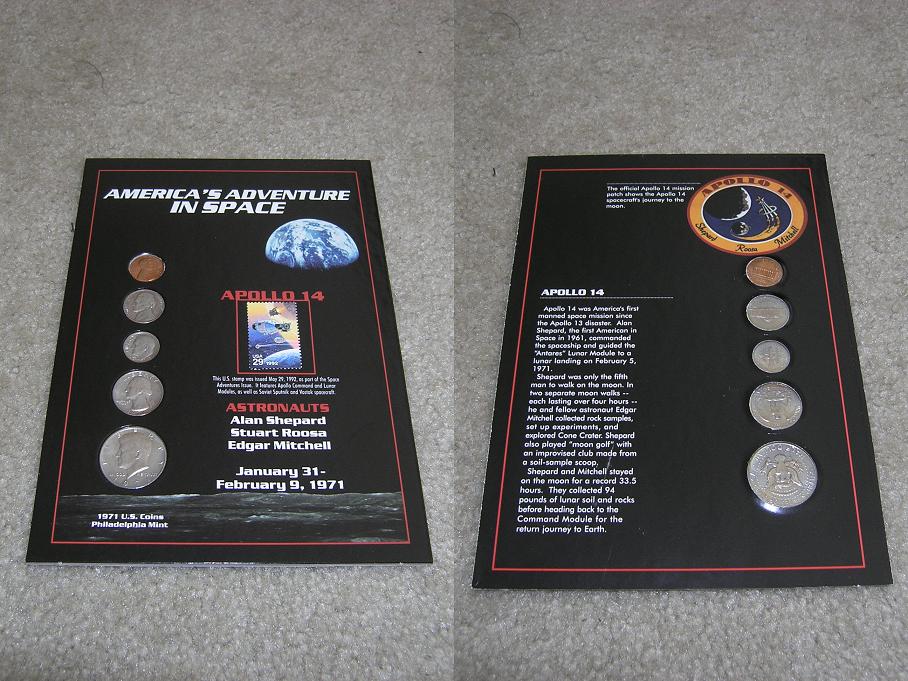 AMERICA'S ADVENTURE
IN SPACE
APOLLO 14
USA
29 1992
This U.S. stamp was issued May 29, 1992, as part of the Space
Adventures Issue. It features Apollo Command and Lunar
Modules, as well as Soviet Sputnik and Vostok spacecraft.
ASTRONAUTS
Alan Shepard
Stuart Roosa
Edgar Mitchell
January 31-
February 9, 1971
1971 U.S. Coins
Philadelphia Mint
The official Apollo 14 mission
patch shows the Apollo 14
spacecraft's journey to the
moon.
APOLLO 14
Shepard Roosa Mitchell
APOLLO 14
Apollo 14 was America's first
manned space mission since
the Apollo 13 disaster. Alan
Shepard, the first American in
Space in 1961, commanded
the spaceship and guided the
"Antares" Lunar Module to a
lunar landing on February 5,
1971.
Shepard was only the fifth
man to walk on the moon. In
two separate moon walks --
each lasting over four hours --
he and fellow astronaut Edgar
Mitchell collected rock samples,
set up experiments, and
explored Cone Crater. Shepard
also played "moon golf" with
an improvised club made from
a soil-sample scoop.
Shepard and Mitchell stayed
on the moon for a record 33.5
hours. They collected 94
pounds of lunar soil and rocks
before heading back to the
Command Module for the
return journey to Earth.